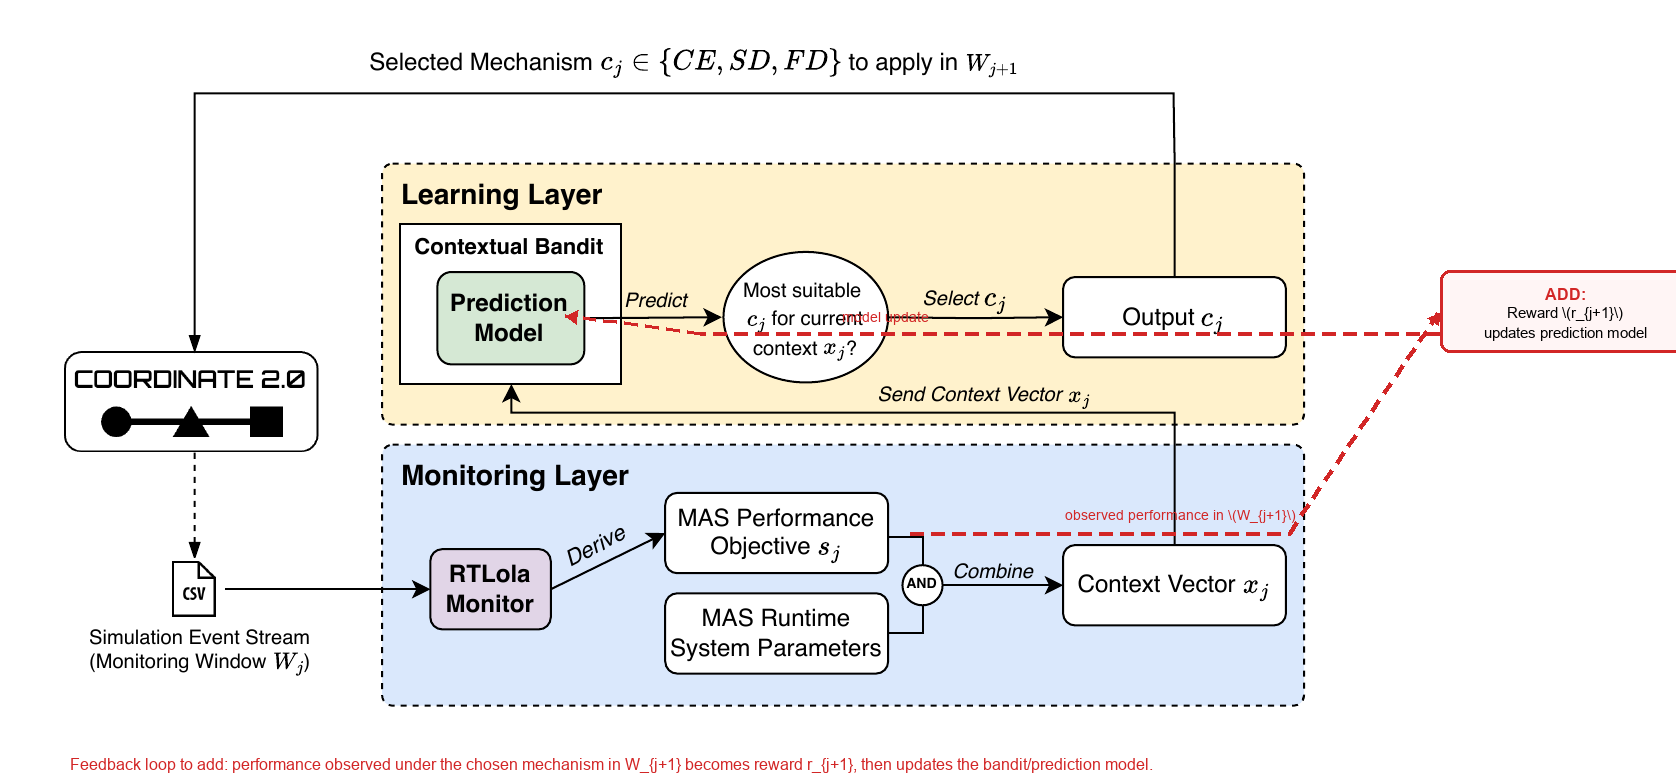 Selected Mechanism c_j ∈ {CE, SD, FD} to apply in W_{j+1}
Learning Layer
Contextual Bandit
Prediction
Model
Predict
Most suitable
c_j for current
context x_j?
model update
Select c_j
Output c_j
ADD:
Reward \(r_{j+1}\)
updates prediction model
COORDINATE 2.0
Send Context Vector x_j
Monitoring Layer
RTLola
Monitor
Derive
MAS Performance
Objective s_j
observed performance in \(W_{j+1}\)
AND
Combine
Context Vector x_j
MAS Runtime
System Parameters
CSV
Simulation Event Stream
(Monitoring Window W_j)
Feedback loop to add: performance observed under the chosen mechanism in W_{j+1} becomes reward r_{j+1}, then updates the bandit/prediction model.